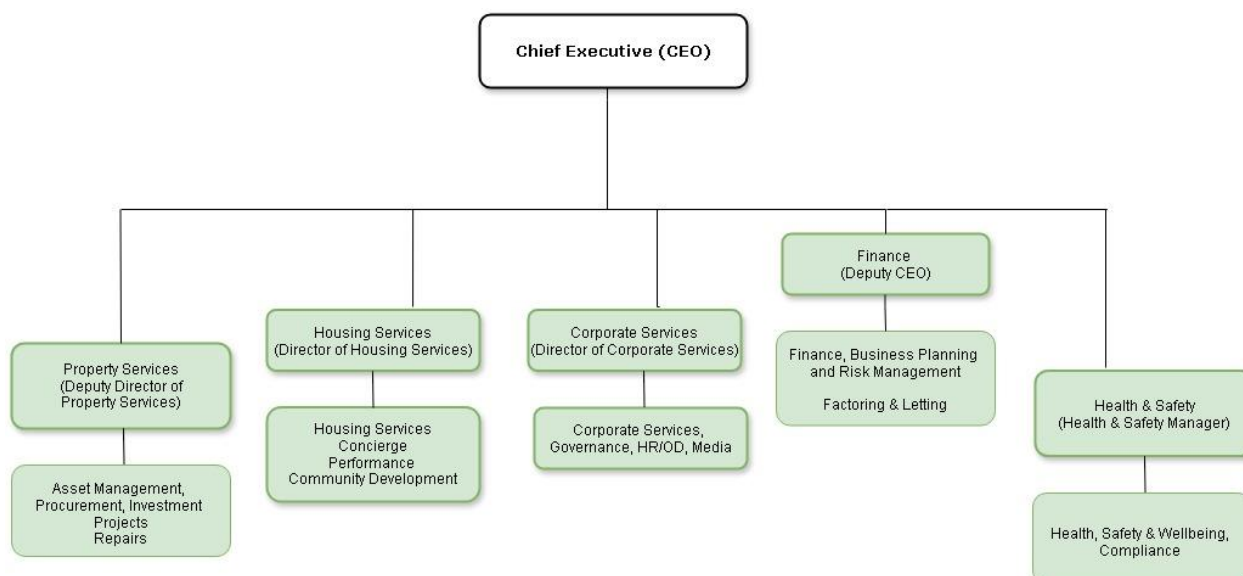 Chief Executive (CEO)
Finance
(Deputy CEO)
Housing Services
(Director of Housing Services)
Corporate Services
(Director of Corporate Services)
Property Services
(Deputy Director of
Property Services)
Finance, Business Planning
and Risk Management
Factoring & Letting
Health & Safety
(Health & Safety Manager)
Housing Services
Concierge
Performance
Community Development
Corporate Services,
Governance, HR/OD, Media
Asset Management,
Procurement, Investment
Projects
Repairs
Health, Safety & Wellbeing,
Compliance